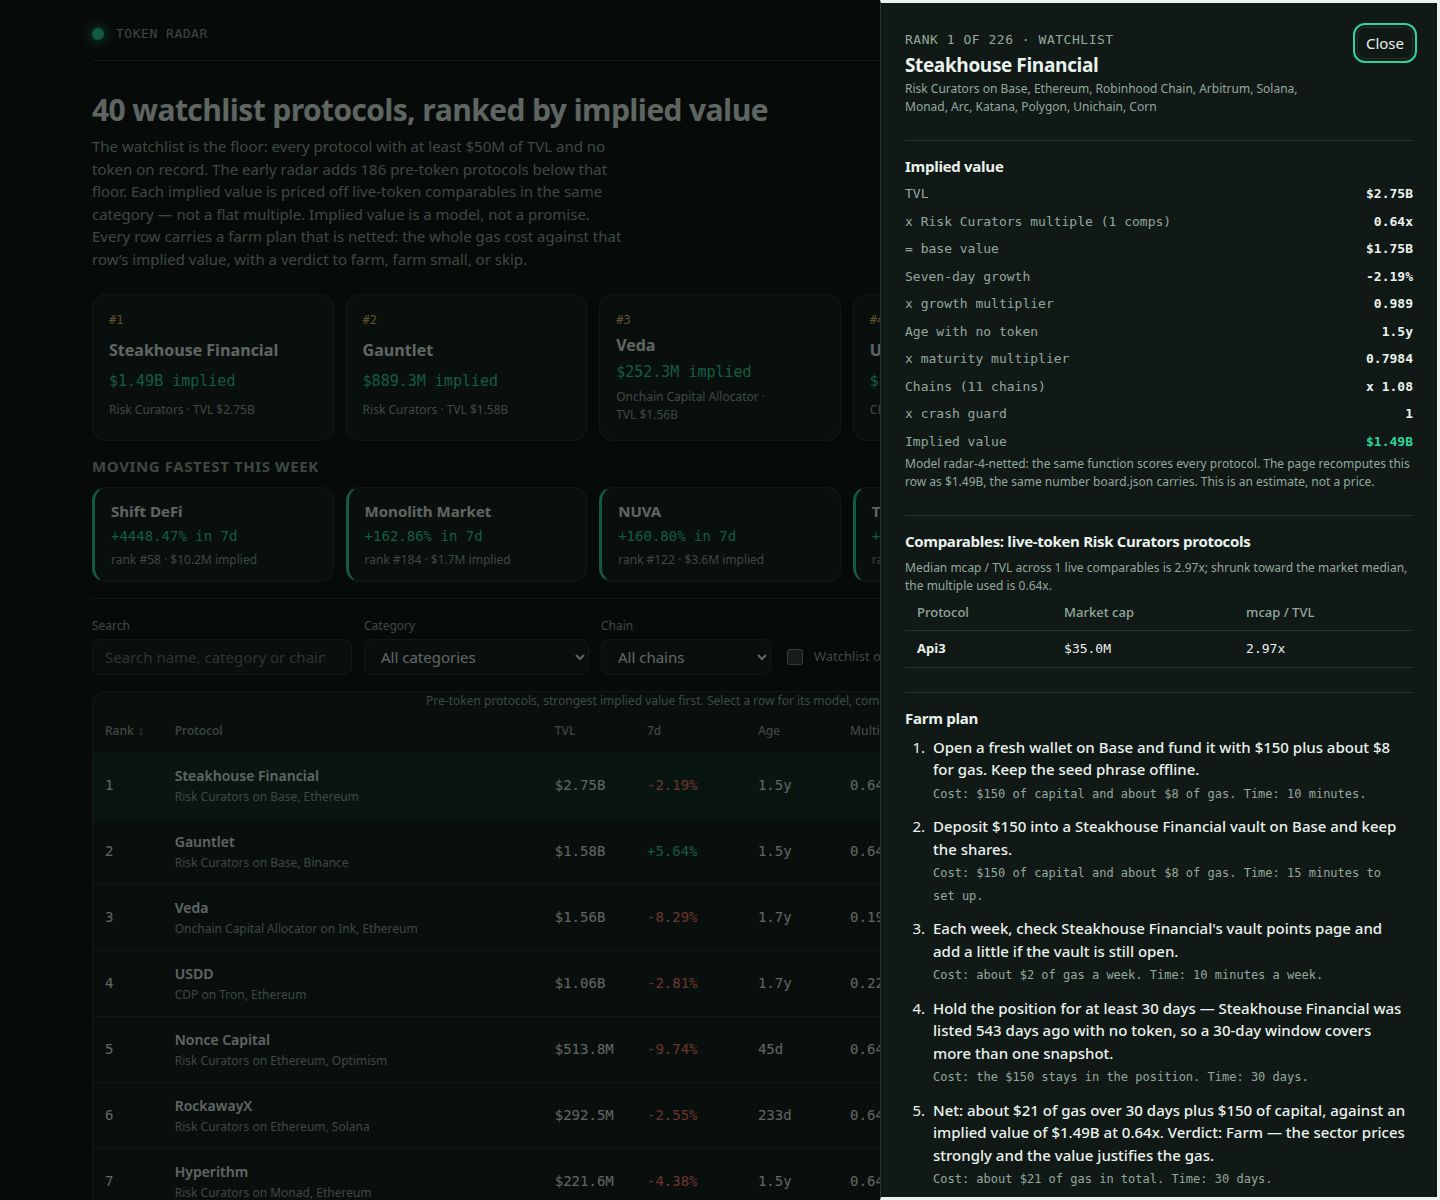 TOKEN RADAR
40 watchlist protocols, ranked by implied value
The watchlist is the floor: every protocol with at least $50M of TVL and no
token on record. The early radar adds 186 pre-token protocols below that
floor. Each implied value is priced off live-token comparables in the same
category — not a flat multiple. Implied value is a model, not a promise.
Every row carries a farm plan that is netted: the whole gas cost against that
row's implied value, with a verdict to farm, farm small, or skip.
#1
Steakhouse Financial
$1.49B implied
Risk Curators · TVL $2.75B
#2
Gauntlet
$889.3M implied
Risk Curators · TVL $1.58B
#3
Veda
$252.3M implied
Onchain Capital Allocator ·
TVL $1.56B
MOVING FASTEST THIS WEEK
Shift DeFi
+4448.47% in 7d
rank #58 · $10.2M implied
Monolith Market
+162.86% in 7d
rank #184 · $1.7M implied
NUVA
+160.80% in 7d
rank #122 · $3.6M implied
Search
Category
Chain
Search name, category or chain
All categories
All chains
Watchlist
Pre-token protocols, strongest implied value first. Select a row for its model,
Rank ↓ Protocol TVL 7d Age
1 Steakhouse Financial $2.75B -2.19% 1.5y
Risk Curators on Base, Ethereum
2 Gauntlet $1.58B +5.64% 1.5y
Risk Curators on Base, Binance
3 Veda $1.56B -8.29% 1.7y
Onchain Capital Allocator on Ink, Ethereum
4 USDD $1.06B -2.81% 1.7y
CDP on Tron, Ethereum
5 Nonce Capital $513.8M -9.74% 45d
Risk Curators on Ethereum, Optimism
6 RockawayX $292.5M -2.55% 233d
Risk Curators on Ethereum, Solana
7 Hyperithm $221.6M -4.38% 1.5y
Risk Curators on Monad, Ethereum
RANK 1 OF 226 · WATCHLIST
Close
Steakhouse Financial
Risk Curators on Base, Ethereum, Robinhood Chain, Arbitrum, Solana,
Monad, Arc, Katana, Polygon, Unichain, Corn
Implied value
TVL $2.75B
x Risk Curators multiple (1 comps) 0.64x
= base value $1.75B
Seven-day growth -2.19%
x growth multiplier 0.989
Age with no token 1.5y
x maturity multiplier 0.7984
Chains (11 chains) x 1.08
x crash guard 1
Implied value $1.49B
Model radar-4-netted: the same function scores every protocol. The page recomputes this
row as $1.49B, the same number board.json carries. This is an estimate, not a price.
Comparables: live-token Risk Curators protocols
Median mcap / TVL across 1 live comparables is 2.97x; shrunk toward the market median,
the multiple used is 0.64x.
Protocol Market cap mcap / TVL
Api3 $35.0M 2.97x
Farm plan
1. Open a fresh wallet on Base and fund it with $150 plus about $8
for gas. Keep the seed phrase offline.
Cost: $150 of capital and about $8 of gas. Time: 10 minutes.
2. Deposit $150 into a Steakhouse Financial vault on Base and keep
the shares.
Cost: $150 of capital and about $8 of gas. Time: 15 minutes to
set up.
3. Each week, check Steakhouse Financial's vault points page and
add a little if the vault is still open.
Cost: about $2 of gas a week. Time: 10 minutes a week.
4. Hold the position for at least 30 days — Steakhouse Financial was
listed 543 days ago with no token, so a 30-day window covers
more than one snapshot.
Cost: the $150 stays in the position. Time: 30 days.
5. Net: about $21 of gas over 30 days plus $150 of capital, against an
implied value of $1.49B at 0.64x. Verdict: Farm — the sector prices
strongly and the value justifies the gas.
Cost: about $21 of gas in total. Time: 30 days.